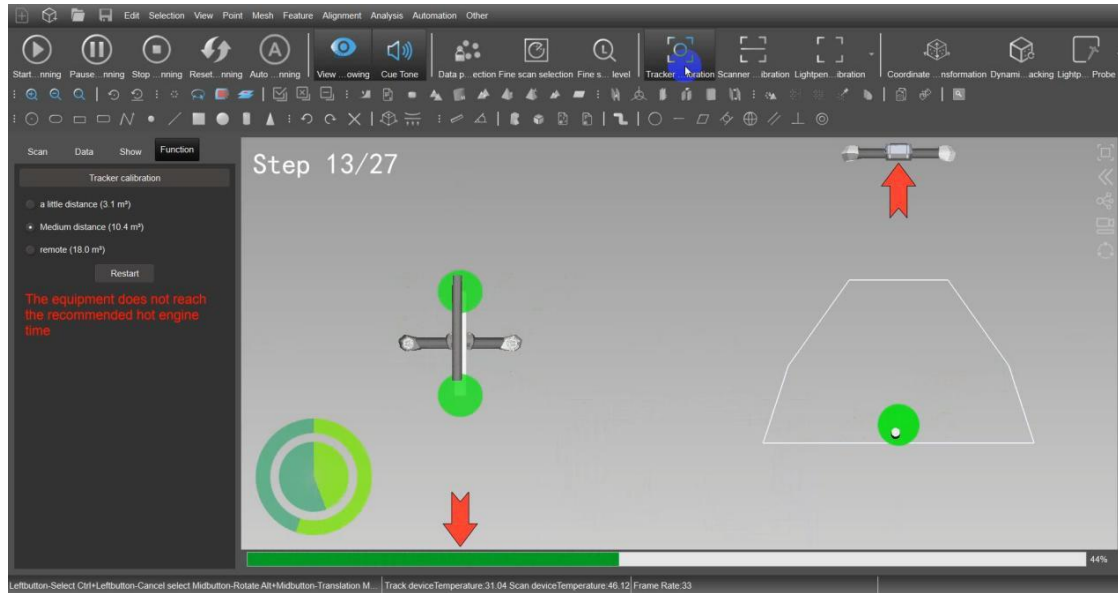 Edit Selection View Point Mesh Feature Alignment Analysis Automation Other
Start...nning Pause...nning Stop ...nning Reset...nning Auto ...nning View ...owing Cue Tone Data p...ection Fine scan selection Fine s... level Tracker ...ibration Scanner ...ibration Lightpen...ibration Coordinate ...nsformation Dynami...acking Lightp... Probe
Scan Data Show Function
Tracker calibration
a little distance (3.1 m³)
Medium distance (10.4 m³)
remote (18.0 m³)
Restart
The equipment does not reach
the recommended hot engine
time
Step 13/27
44%
Leftbutton-Select Ctrl+Leftbutton-Cancel select Midbutton-Rotate Alt+Midbutton-Translation M... Track deviceTemperature:31.04 Scan deviceTemperature:46.12 Frame Rate:33